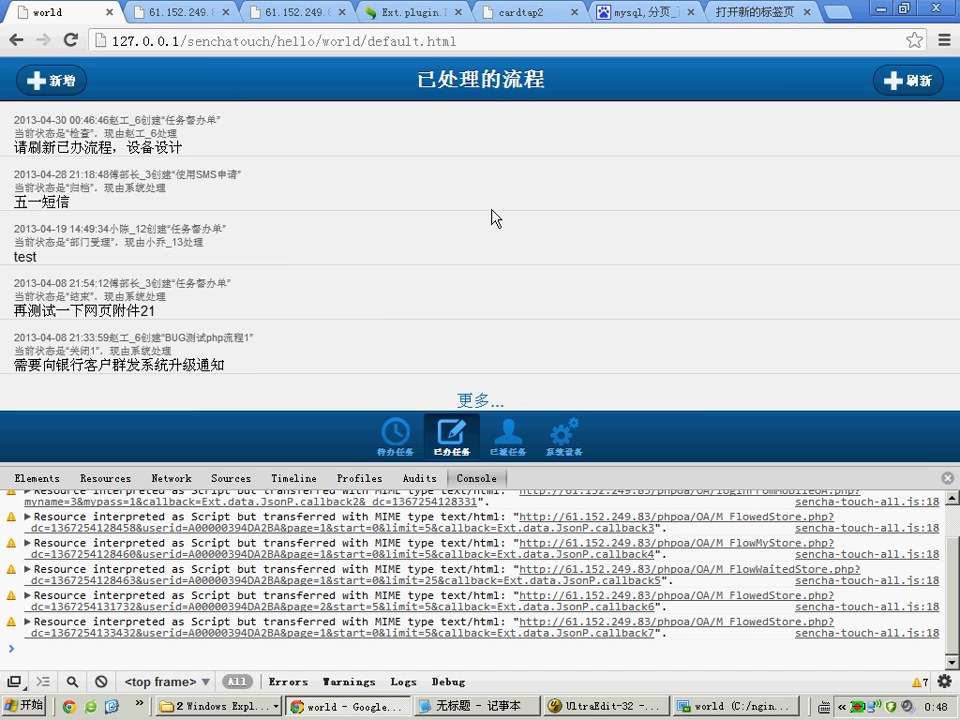 world
61.152.249.
61.152.249.
Ext.plugin.
cardtap2
mysql,分页_
打开新的标签页
127.0.0.1/senchatouch/hello/world/default.html
新增
已处理的流程
刷新
2013-04-30 00:46:46赵工_6创建“任务督办单”
当前状态是“检查”。现由赵工_6处理
请刷新已办流程，设备设计
2013-04-28 21:18:48傅部长_3创建“使用SMS申请”
当前状态是“归档”。现由系统处理
五一短信
2013-04-19 14:49:34小陈_12创建“任务督办单”
当前状态是“部门受理”。现由小乔_13处理
test
2013-04-08 21:54:12傅部长_3创建“任务督办单”
当前状态是“结束”。现由系统处理
再测试一下网页附件21
2013-04-08 21:33:59赵工_6创建“BUG测试php流程1”
当前状态是“关闭1”。现由系统处理
需要向银行客户群发系统升级通知
更多...
待办任务
已办任务
已派任务
系统设备
Elements Resources Network Sources Timeline Profiles Audits Console
Resource interpreted as Script but transferred with MIME type text/html: "http://61.152.249.83/phpoa/OA/loginFromMobileOA.php?
myname=3&mypass=1&callback=Ext.data.JsonP.callback2&_dc=1367254128331". sencha-touch-all.js:18
Resource interpreted as Script but transferred with MIME type text/html: "http://61.152.249.83/phpoa/OA/M_FlowedStore.php?
_dc=1367254128458&userid=A00000394DA2BA&page=1&start=0&limit=5&callback=Ext.data.JsonP.callback3". sencha-touch-all.js:18
Resource interpreted as Script but transferred with MIME type text/html: "http://61.152.249.83/phpoa/OA/M_FlowMyStore.php?
_dc=1367254128460&userid=A00000394DA2BA&page=1&start=0&limit=5&callback=Ext.data.JsonP.callback4". sencha-touch-all.js:18
Resource interpreted as Script but transferred with MIME type text/html: "http://61.152.249.83/phpoa/OA/M_FlowWaitedStore.php?
_dc=1367254128463&userid=A00000394DA2BA&page=1&start=0&limit=25&callback=Ext.data.JsonP.callback5". sencha-touch-all.js:18
Resource interpreted as Script but transferred with MIME type text/html: "http://61.152.249.83/phpoa/OA/M_FlowedStore.php?
_dc=1367254131732&userid=A00000394DA2BA&page=2&start=5&limit=5&callback=Ext.data.JsonP.callback6". sencha-touch-all.js:18
Resource interpreted as Script but transferred with MIME type text/html: "http://61.152.249.83/phpoa/OA/M_FlowedStore.php?
_dc=1367254133432&userid=A00000394DA2BA&page=1&start=0&limit=5&callback=Ext.data.JsonP.callback7". sencha-touch-all.js:18
<top frame> All Errors Warnings Logs Debug 7
开始 2 Windows Expl... world - Google... 无标题 - 记事本 UltraEdit-32 -... world (C:/ngin... 0:48